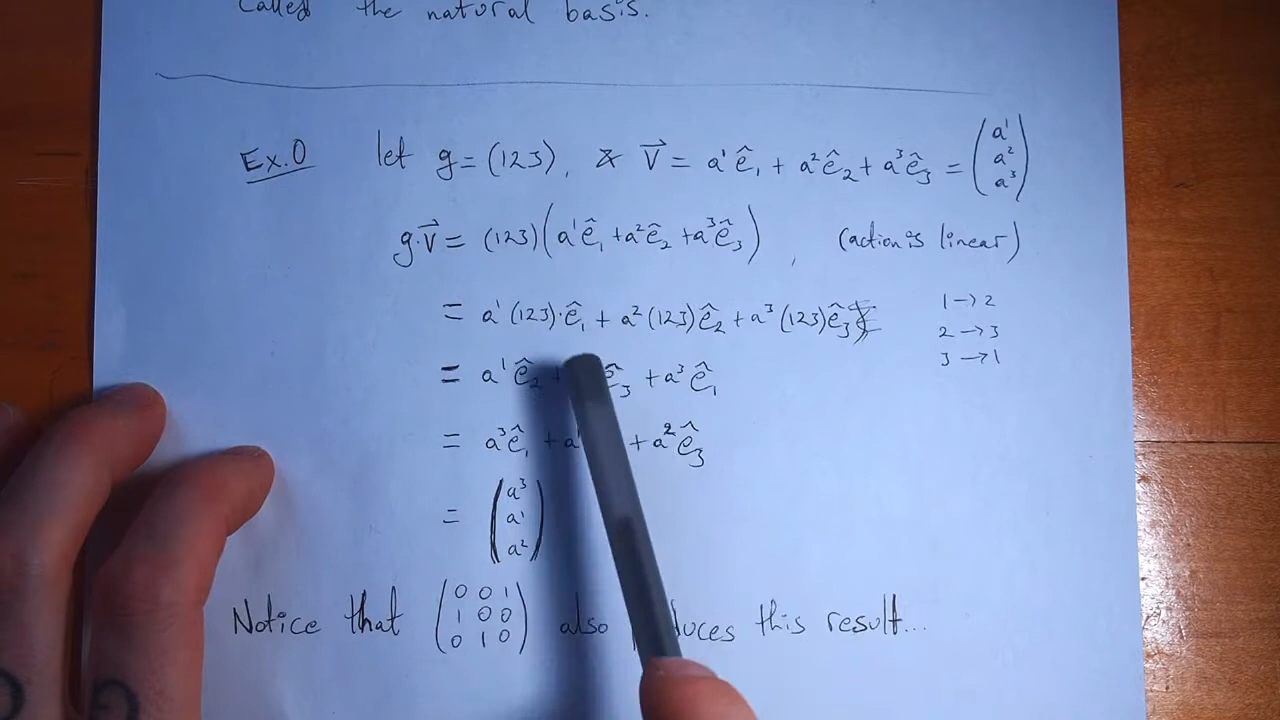 called the natural basis.
Ex.0 let g = (123), & V⃗ = a¹ê₁ + a²ê₂ + a³ê₃ = (a¹ a² a³)
g·V⃗ = (123)(a¹ê₁ + a²ê₂ + a³ê₃), (action is linear)
= a¹(123)·ê₁ + a²(123)ê₂ + a³(123)ê₃
1→2
2→3
3→1
= a¹ê₂ + ê₃ + a³ê₁
= a³ê₁ + a¹ + a²ê₃
= (a³ a¹ a²)
Notice that (0 0 1 / 1 0 0 / 0 1 0) also this result...